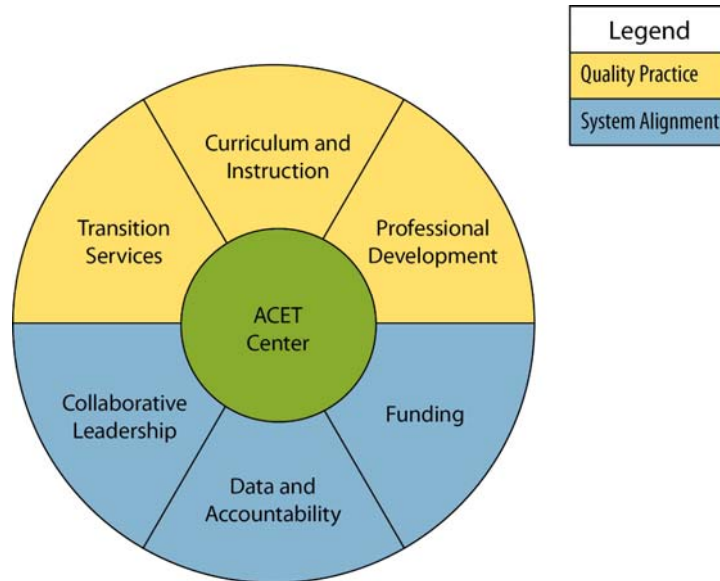 Legend
Quality Practice
System Alignment
Curriculum and
Instruction
Transition
Services
Professional
Development
ACET
Center
Collaborative
Leadership
Funding
Data and
Accountability